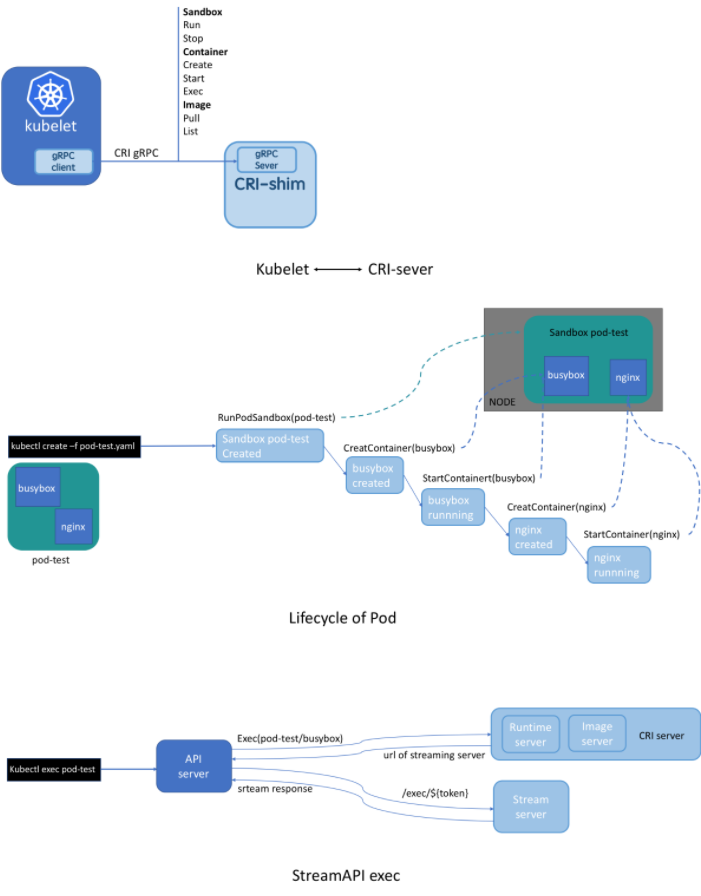 Sandbox
Run
Stop
Container
Create
Start
Exec
Image
Pull
List
kubelet
gRPC
client
CRI gRPC
gRPC
Sever
CRI-shim
Kubelet CRI-sever
Sandbox pod-test
busybox
nginx
NODE
RunPodSandbox(pod-test)
kubectl create –f pod-test.yaml
Sandbox pod-test
Created
CreatContainer(busybox)
busybox
created
StartContainert(busybox)
busybox
runnning
CreatContainer(nginx)
nginx
created
StartContainer(nginx)
nginx
runnning
busybox
nginx
pod-test
Lifecycle of Pod
Kubectl exec pod-test
API
server
Exec(pod-test/busybox)
url of streaming server
Runtime
server
Image
server
CRI server
srteam response
/exec/${token}
Stream
server
StreamAPI exec